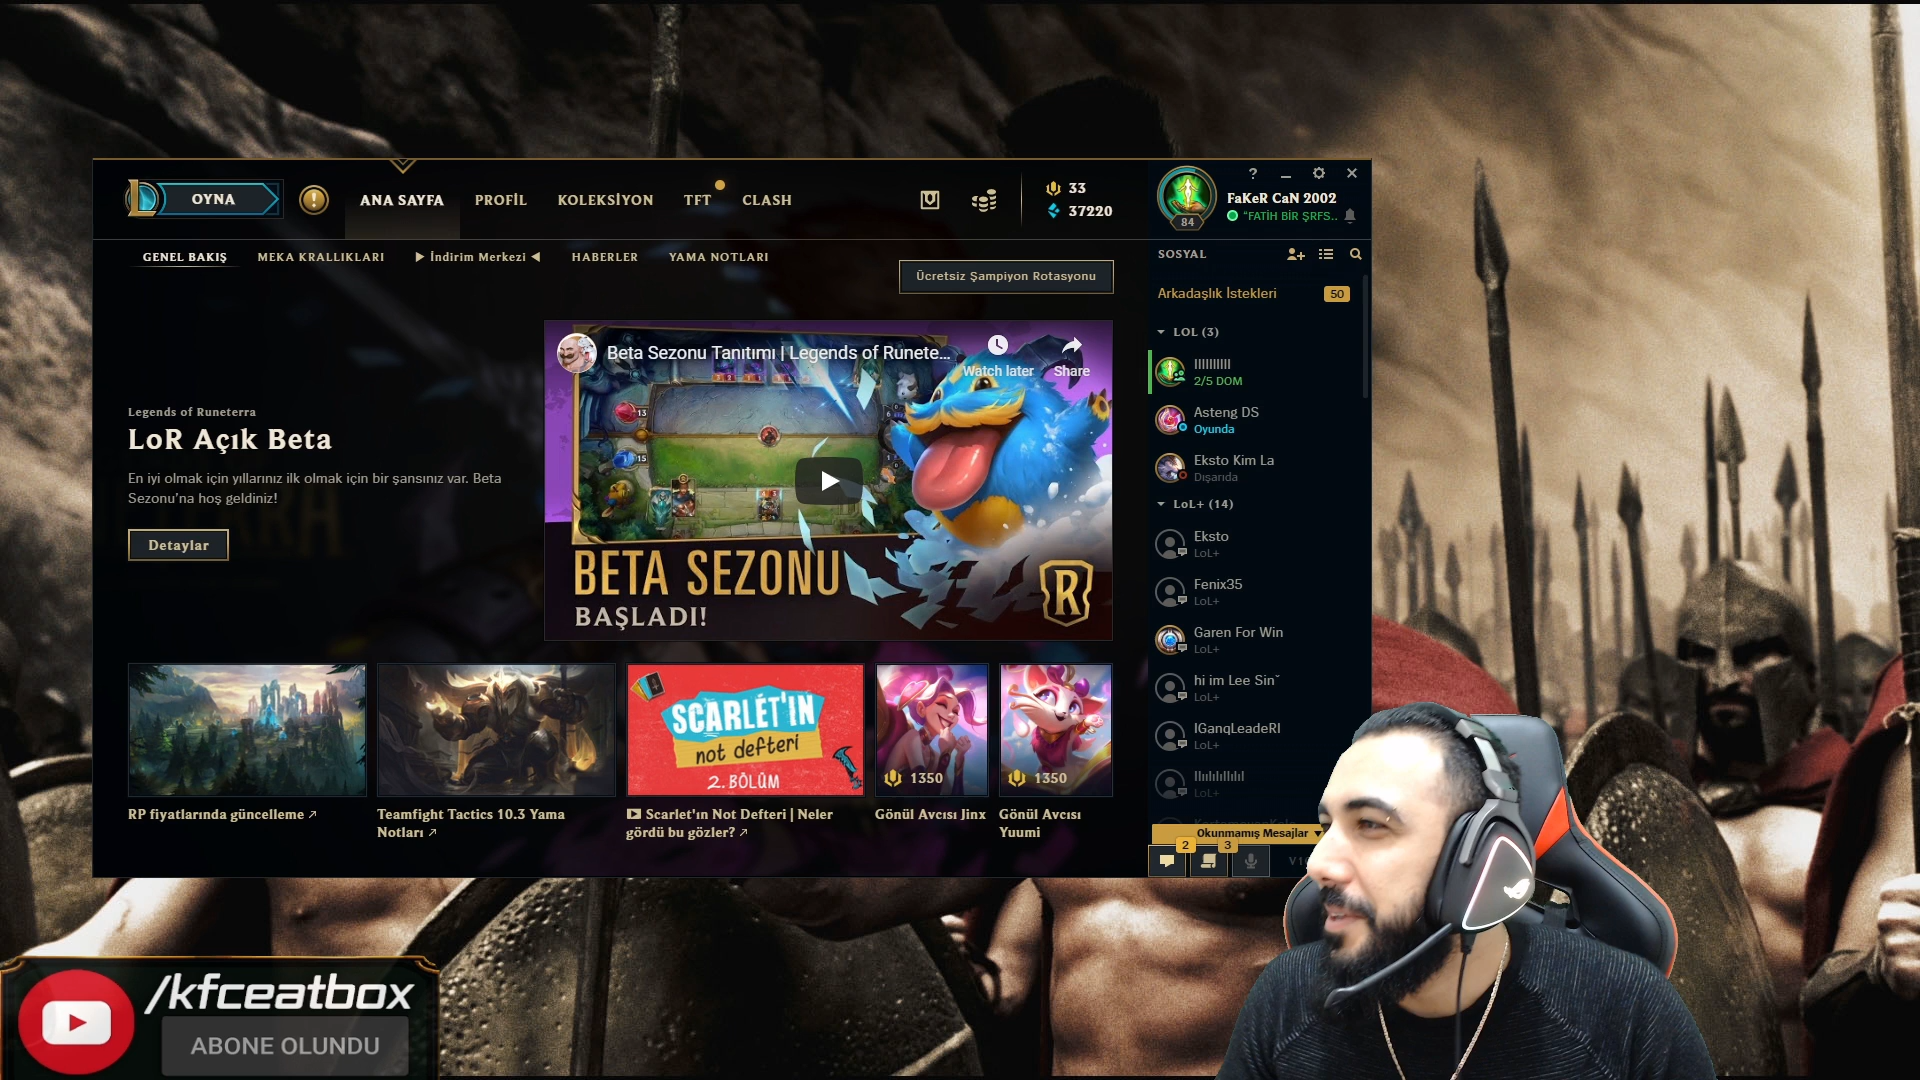 OYNA
ANA SAYFA
PROFİL
KOLEKSİYON
TFT
CLASH
33
37220
84
FaKeR CaN 2002
"FATİH BİR ŞRFS..
GENEL BAKIŞ
MEKA KRALLIKLARI
İndirim Merkezi
HABERLER
YAMA NOTLARI
Ücretsiz Şampiyon Rotasyonu
Legends of Runeterra
LoR Açık Beta
En iyi olmak için yıllarınız ilk olmak için bir şansınız var. Beta
Sezonu'na hoş geldiniz!
Detaylar
Beta Sezonu Tanıtımı | Legends of Runete...
Watch later
Share
13
15
BETA SEZONU
BAŞLADI!
SCARLET'IN
not defteri
2. BÖLÜM
1350
1350
RP fiyatlarında güncelleme
Teamfight Tactics 10.3 Yama
Notları
Scarlet'ın Not Defteri | Neler
gördü bu gözler?
Gönül Avcısı Jinx
Gönül Avcısı
Yuumi
SOSYAL
Arkadaşlık İstekleri
50
LOL (3)
2/5 DOM
Asteng DS
Oyunda
Eksto Kim La
Dışarıda
LoL+ (14)
Eksto
LoL+
Fenix35
LoL+
Garen For Win
LoL+
hi im Lee Sin˘
LoL+
IGanqLeadeRI
LoL+
LoL+
Okunmamış Mesajlar
2
3
/kfceatbox
ABONE OLUNDU